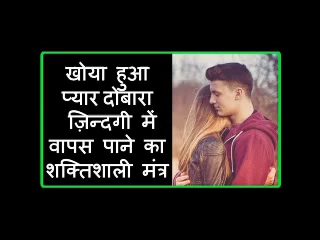 खोया हुआ
प्यार दोबारा
ज़िन्दगी में
वापस पाने का
शक्तिशाली मंत्र